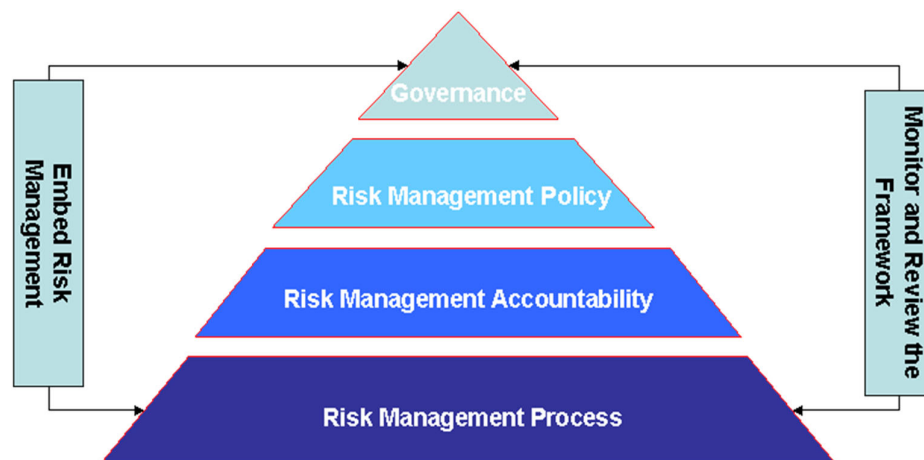 Governance
Risk Management Policy
Risk Management Accountability
Risk Management Process
Embed Risk
Management
Monitor and Review the
Framework